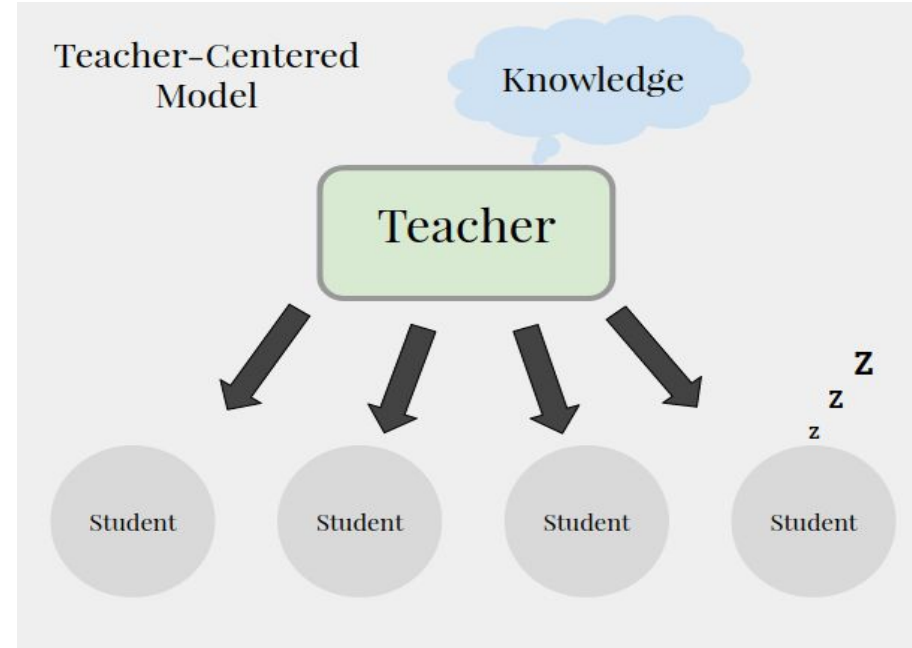 Teacher-Centered
Model
Knowledge
Teacher
z
z
z
Student
Student
Student
Student